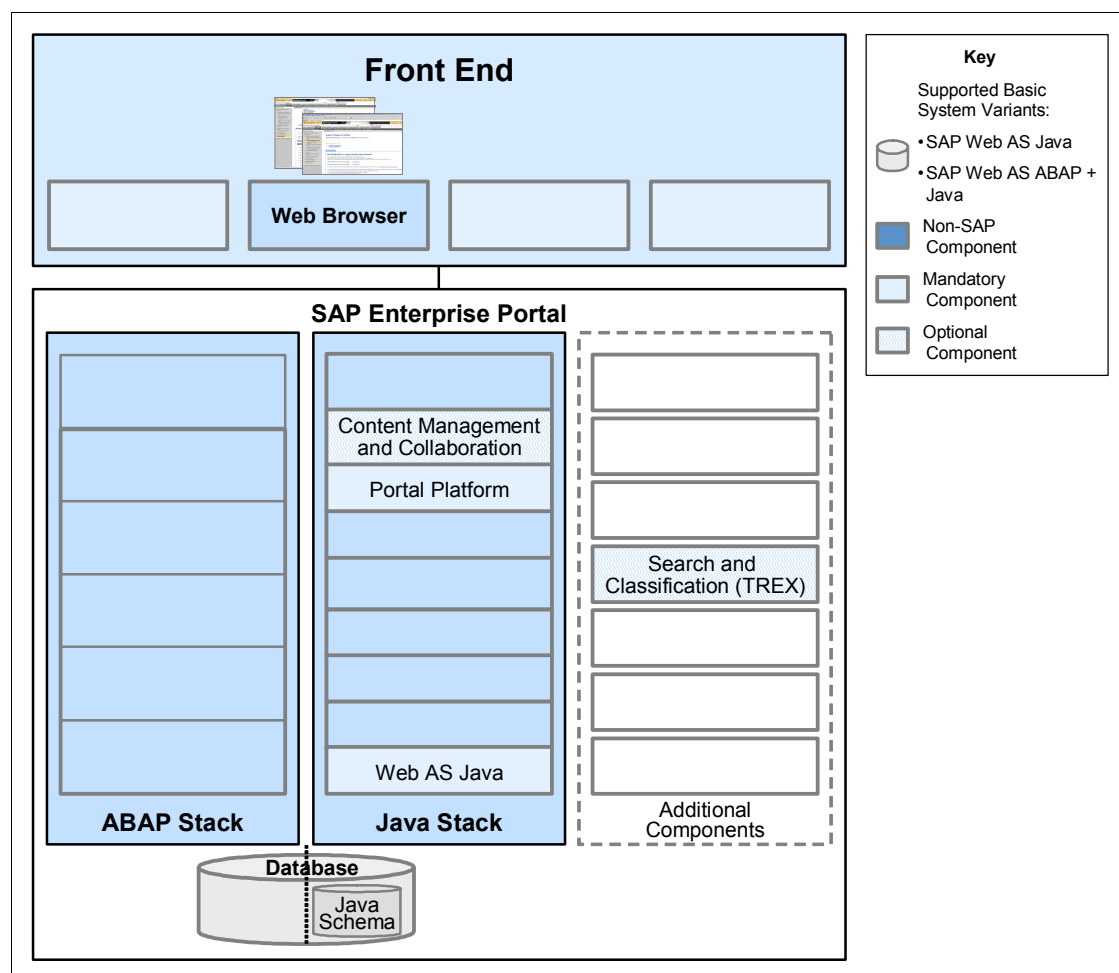 Front End
Web Browser
SAP Enterprise Portal
Content Management
and Collaboration
Portal Platform
Search and
Classification (TREX)
Web AS Java
ABAP Stack
Java Stack
Additional
Components
Database
Java
Schema
Key
Supported Basic
System Variants:
• SAP Web AS Java
• SAP Web AS ABAP +
Java
Non-SAP
Component
Mandatory
Component
Optional
Component